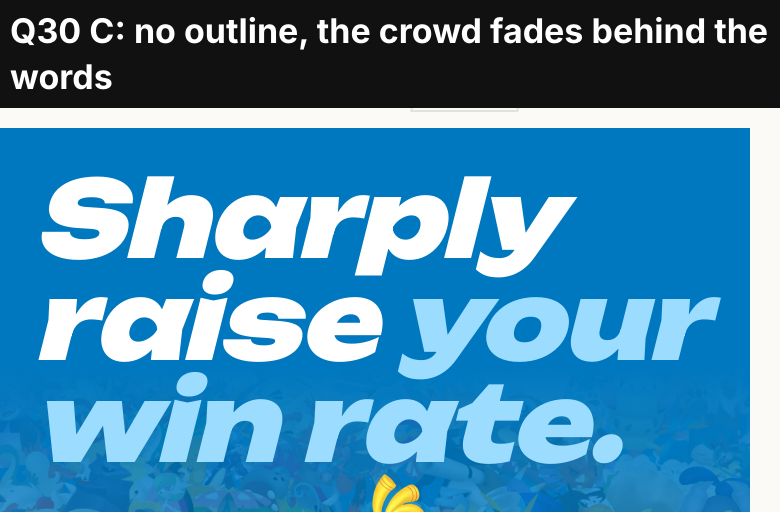 Q30 C: no outline, the crowd fades behind the
words
Sharply
raise your
win rate.